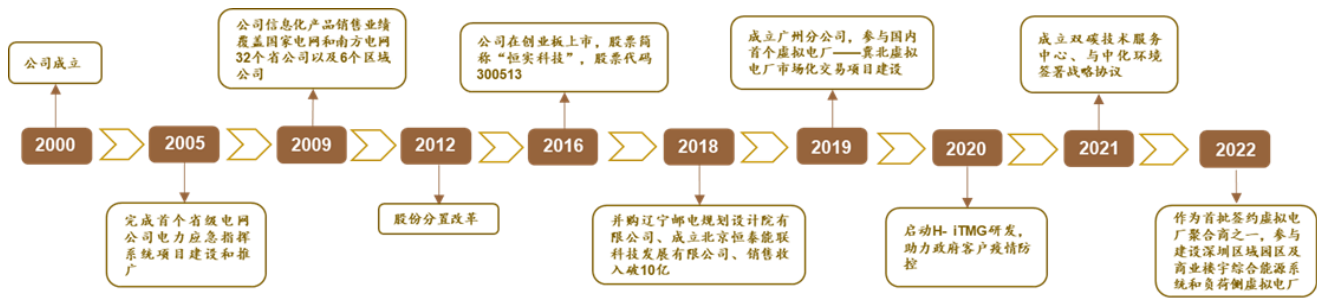 公司成立
公司信息化产品销售业绩
覆盖国家电网和南方电网
32个省公司以及6个区域
公司
公司在创业板上市，股票简
称“恒实科技”，股票代码
300513
成立广州分公司，参与国内
首个虚拟电厂——冀北虚拟
电厂市场化交易项目建设
成立双碳技术服务
中心、与中化环境
签署战略协议
2000
2005
2009
2012
2016
2018
2019
2020
2021
2022
完成首个省级电网
公司电力应急指挥
系统项目建设和推
广
股份分置改革
并购辽宁邮电规划设计院有
限公司、成立北京恒泰能联
科技发展有限公司、销售收
入破10亿
启动H- iTMG研发，
助力政府客户疫情防
控
作为首批签约虚拟电
厂聚合商之一，参与
建设深圳区域园区及
商业楼宇综合能源系
统和负荷侧虚拟电厂